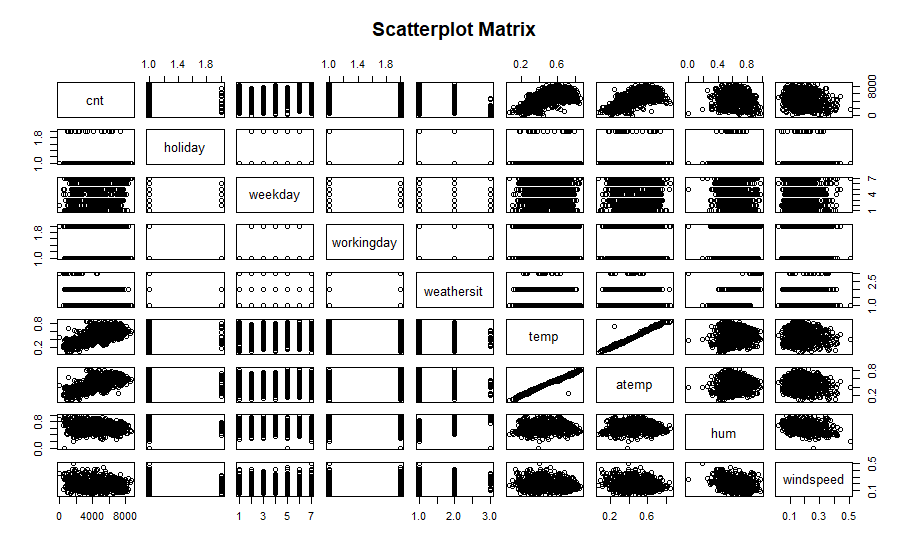 Scatterplot Matrix
1.0 1.4 1.8
1.0 1.4 1.8
0.2 0.6
0.0 0.4 0.8
cnt
0 4000 8000
1.0 1.8
holiday
weekday
1 4 7
1.0 1.8
workingday
weathersit
1.0 2.5
0.2 0.8
temp
atemp
0.2 0.8
0.0 0.8
hum
windspeed
0.1 0.5
0 4000 8000
1 3 5 7
1.0 2.0 3.0
0.2 0.6
0.1 0.3 0.5